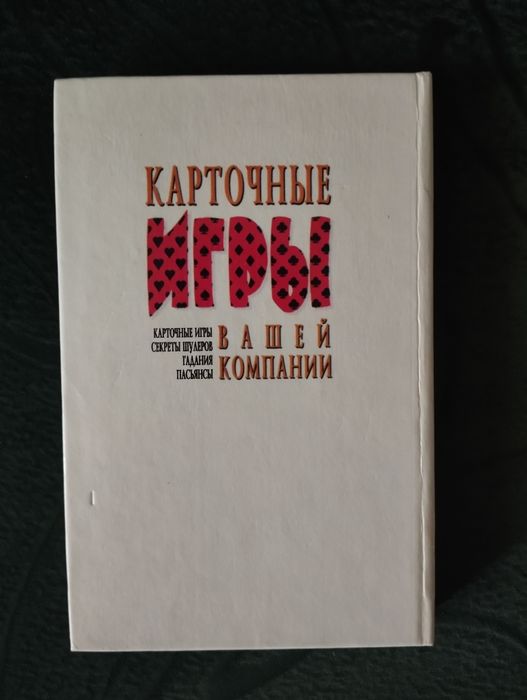 КАРТОЧНЫЕ
ИГРЫ
КАРТОЧНЫЕ ИГРЫ
СЕКРЕТЫ ШУЛЕРОВ
ГАДАНИЯ
ПАСЬЯНСЫ
ВАШЕЙ
КОМПАНИИ